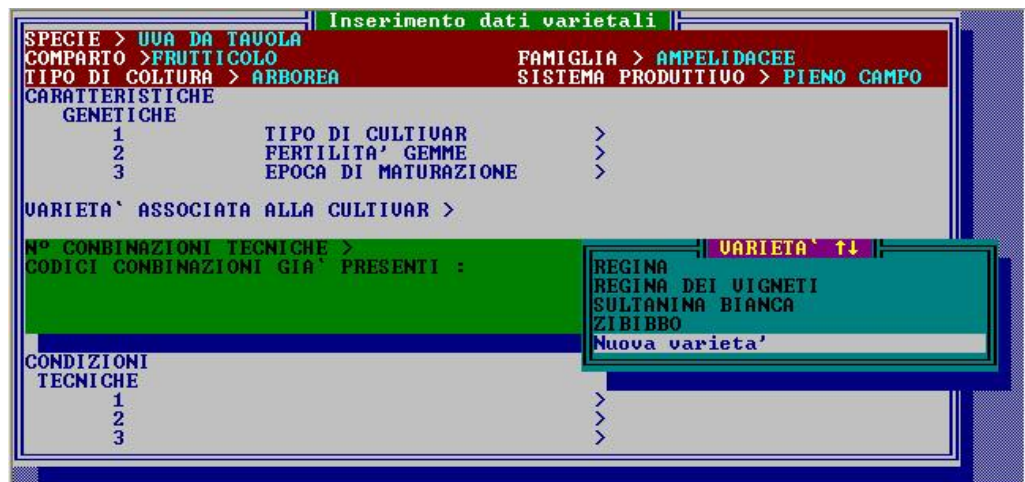 Inserimento dati varietali
SPECIE > UVA DA TAVOLA
COMPARTO >FRUTTICOLO FAMIGLIA > AMPELIDACEE
TIPO DI COLTURA > ARBOREA SISTEMA PRODUTTIVO > PIENO CAMPO
CARATTERISTICHE
GENETICHE
1 TIPO DI CULTIVAR >
2 FERTILITA' GEMME >
3 EPOCA DI MATURAZIONE >
VARIETA` ASSOCIATA ALLA CULTIVAR >
Nº CONBINAZIONI TECNICHE >
CODICI CONBINAZIONI GIA` PRESENTI :
VARIETA` ↑↓
REGINA
REGINA DEI VIGNETI
SULTANINA BIANCA
ZIBIBBO
Nuova varieta'
CONDIZIONI
TECNICHE
1 >
2 >
3 >